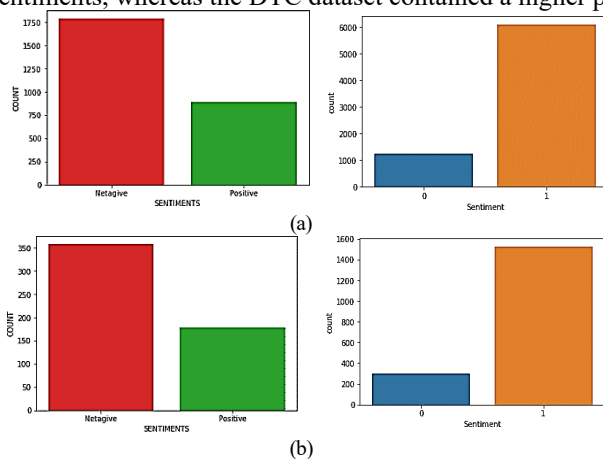 entiments, whereas the DTC dataset contained a higher p
1750
1500
1250
1000
750
500
250
0
COUNT
Netagive Positive
SENTIMENTS
6000
5000
4000
3000
2000
1000
0
count
0 1
Sentiment
(a)
350
300
250
200
150
100
50
0
COUNT
Netagive Positive
SENTIMENTS
1600
1400
1200
1000
800
600
400
200
0
count
0 1
Sentiment
(b)